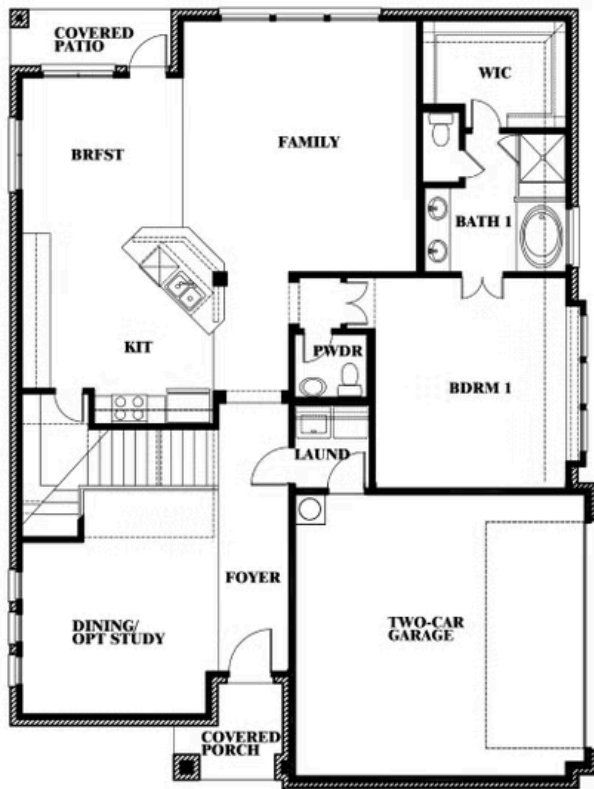 COVERED
PATIO
WIC
BRFST
FAMILY
BATH 1
KIT
PWDR
BDRM 1
LAUND
FOYER
DINING/
OPT STUDY
TWO-CAR
GARAGE
COVERED
PORCH